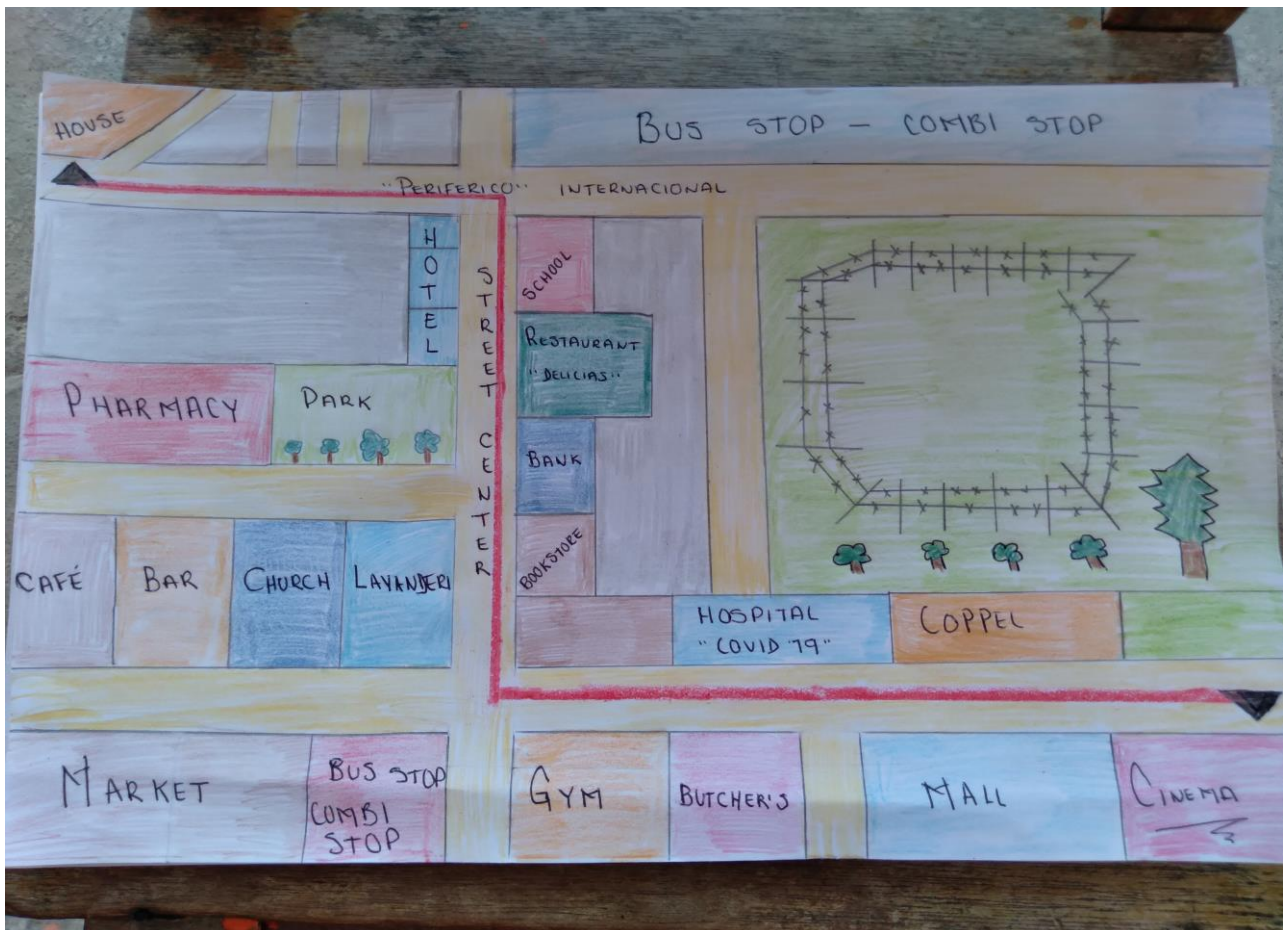 HOUSE
BUS STOP - COMBI STOP
"PERIFERICO" INTERNACIONAL
HOTEL
STREET CENTER
SCHOOL
RESTAURANT
"DELICIAS"
PHARMACY
PARK
BANK
BOOKSTORE
CAFÉ
BAR
CHURCH
LAVANDERI
HOSPITAL
"COVID 19"
COPPEL
MARKET
BUS STOP
COMBI
STOP
GYM
BUTCHER'S
MALL
CINEMA